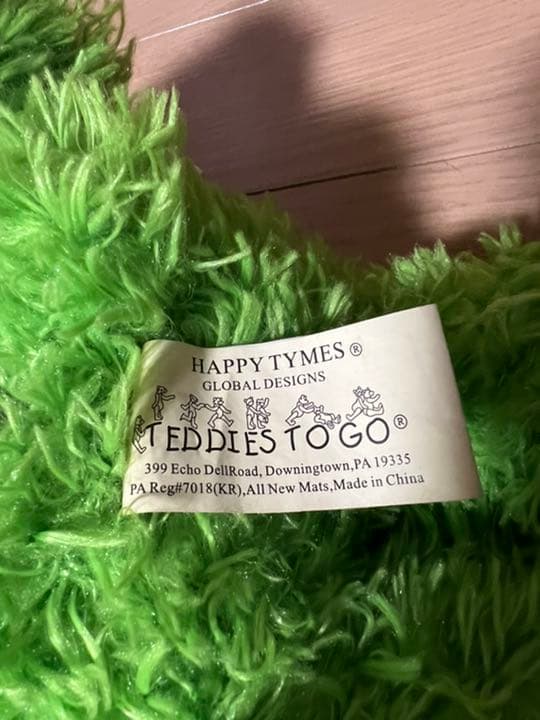 HAPPY TYMES ®
GLOBAL DESIGNS
TEDDIES TO GO ®
399 Echo DellRoad, Downingtown,PA 19335
PA Reg#7018(KR),All New Mats,Made in China